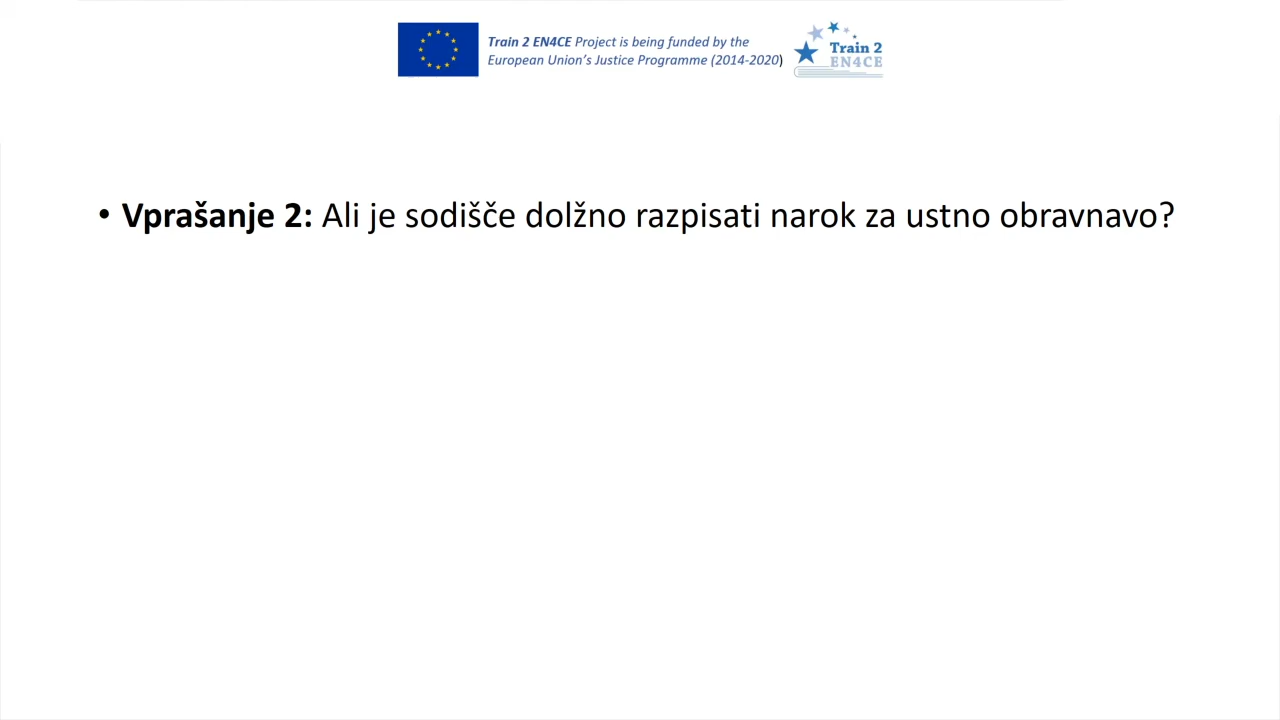 Train 2 EN4CE Project is being funded by the
European Union’s Justice Programme (2014-2020)
Train 2
EN4CE
• Vprašanje 2: Ali je sodišče dolžno razpisati narok za ustno obravnavo?